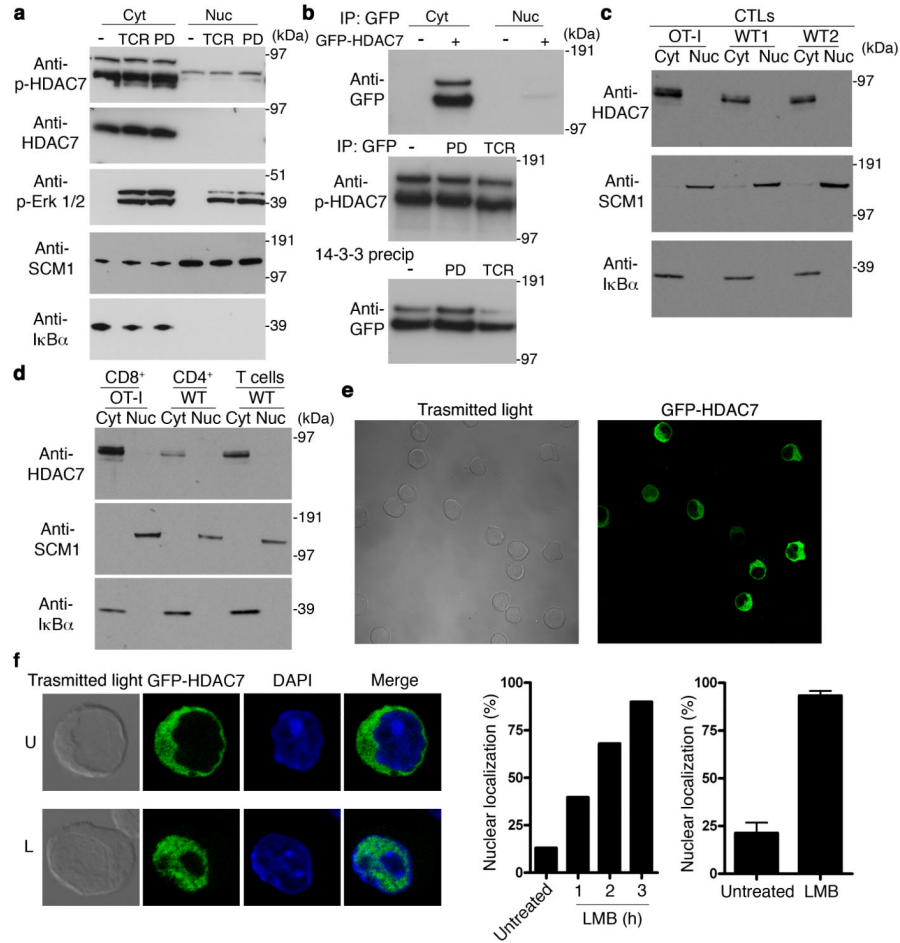 a
Cyt Nuc
- TCR PD - TCR PD (kDa)
Anti-
p-HDAC7
-97
Anti-
HDAC7
97
Anti-
p-Erk 1/2
-51
-39
Anti-
SCM1
-191
97
Anti-
IκBα
-39
b
IP: GFP Cyt Nuc
GFP-HDAC7 - + - + (kDa)
Anti-
GFP
-191
-97
IP: GFP - PD TCR
Anti-
p-HDAC7
-191
-97
14-3-3 precip
- PD TCR
Anti-
GFP
-191
-97
c
CTLs
OT-I WT1 WT2
Cyt Nuc Cyt Nuc Cyt Nuc (kDa)
Anti-
HDAC7
-97
Anti-
SCM1
191
-97
Anti-
IκBα
-39
d
CD8+ CD4+ T cells
OT-I WT WT
Cyt Nuc Cyt Nuc Cyt Nuc (kDa)
Anti-
HDAC7
-97
Anti-
SCM1
-191
-97
Anti-
IκBα
-39
e
Trasmitted light GFP-HDAC7
f
Trasmitted light GFP-HDAC7 DAPI Merge
U
L
Nuclear localization (%)
100
75
50
25
0
Untreated 1 2 3
LMB (h)
Nuclear localization (%)
100
75
50
25
0
Untreated LMB